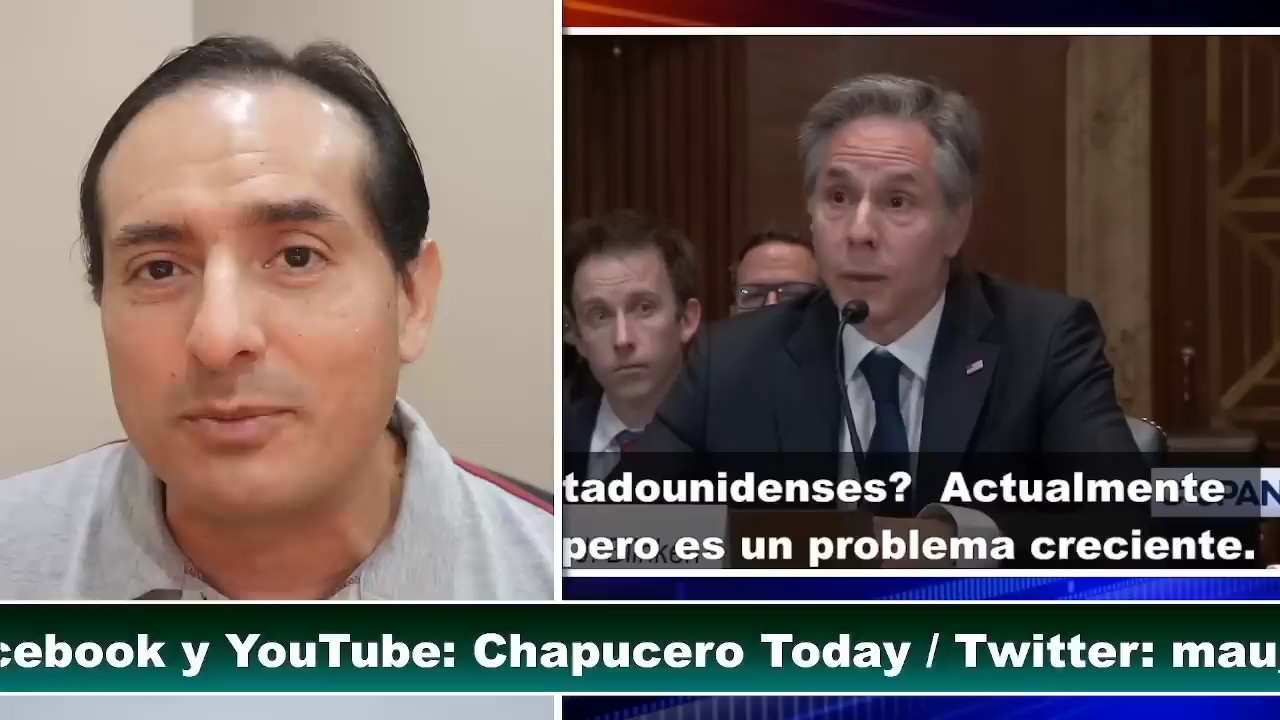 tadounidenses? Actualmente
pero es un problema creciente.
cebook y YouTube: Chapucero Today / Twitter: mau